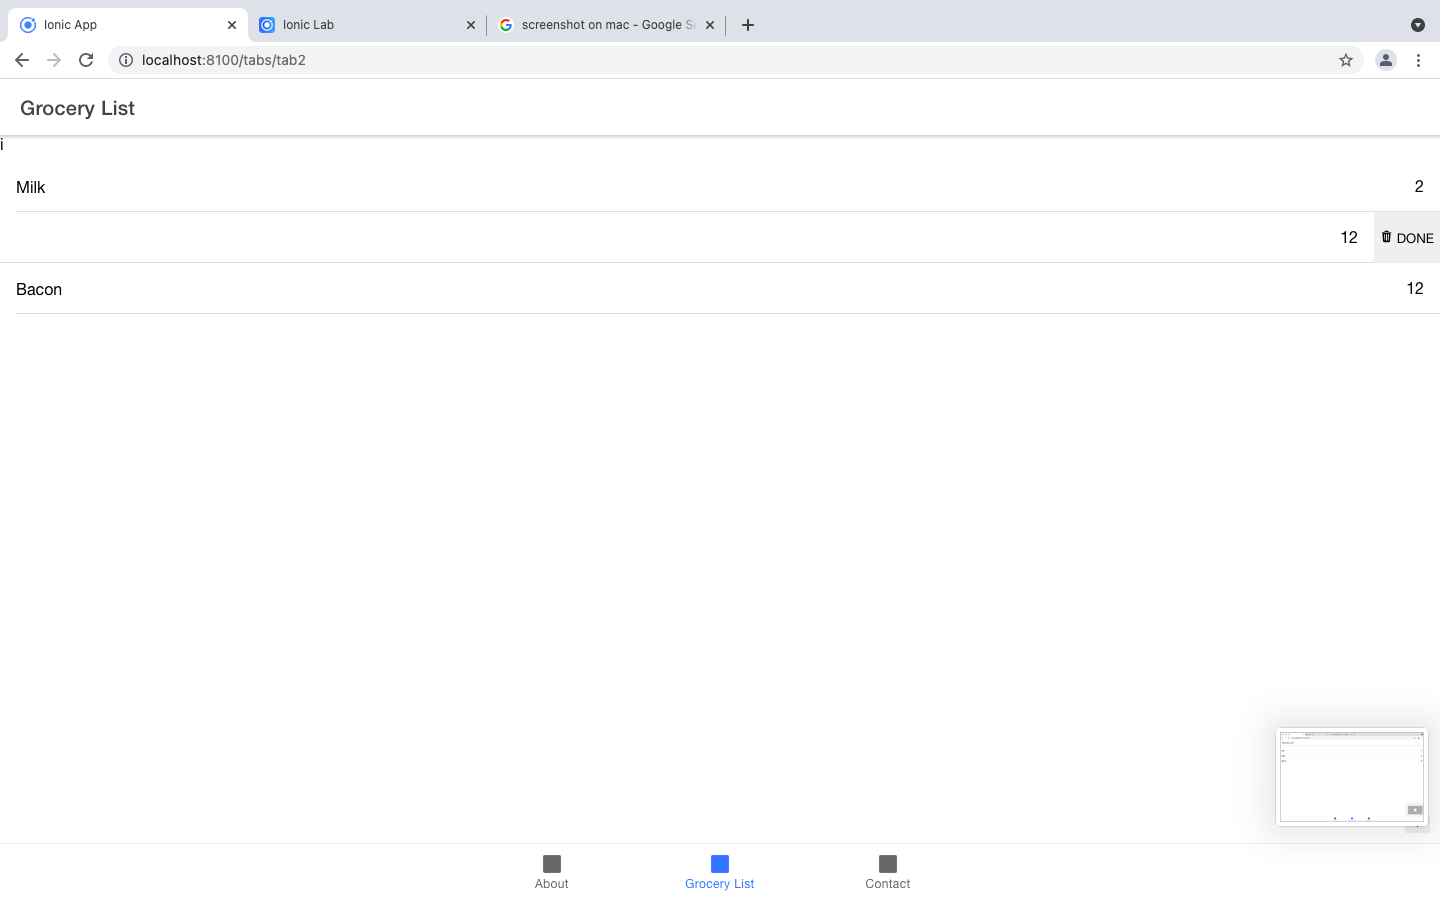 Ionic App
Ionic Lab
screenshot on mac - Google Se
localhost:8100/tabs/tab2
Grocery List
i
Milk 2
12 DONE
Bacon 12
About Grocery List Contact